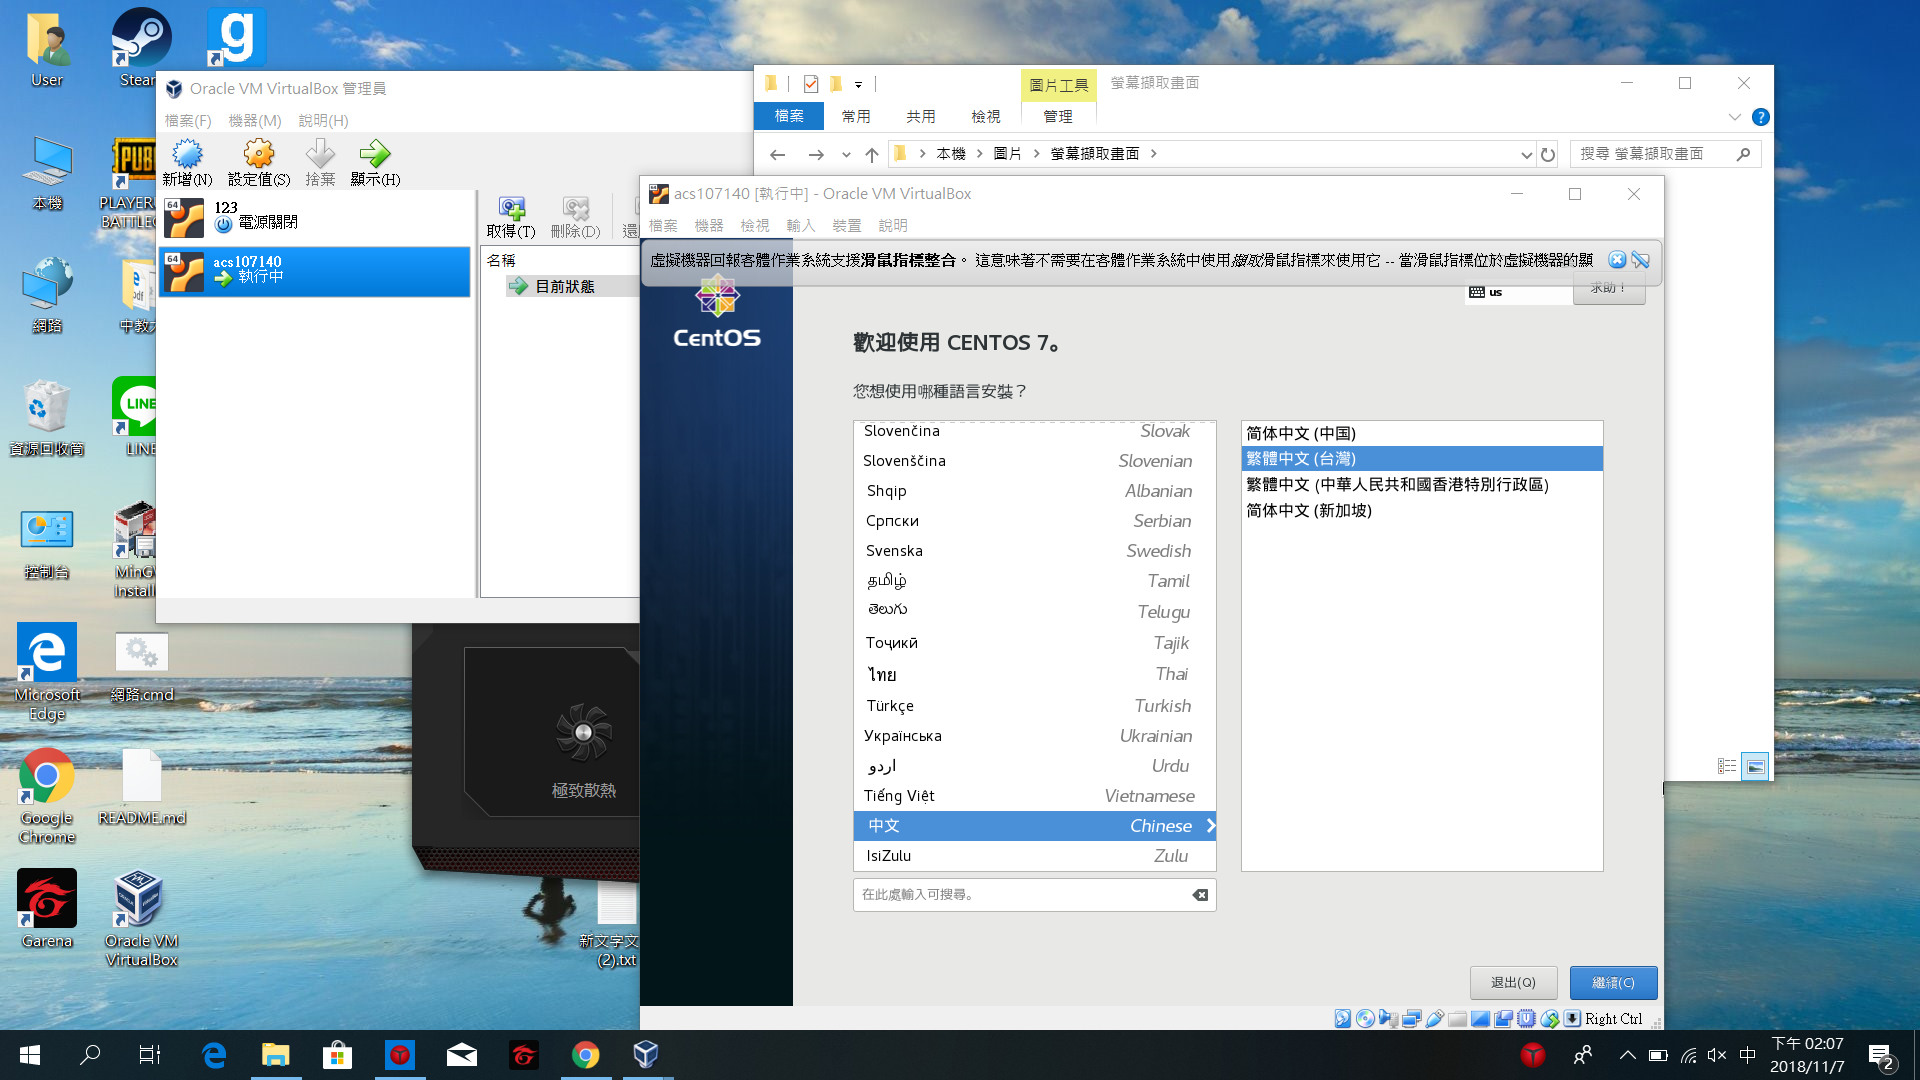 User
Stear
本機
PLAYER
BATTLEG
網路
中教大
資源回收筒
LINE
控制台
MinG
Install
Microsoft
Edge
網路.cmd
Google
Chrome
README.md
Garena
Oracle VM
VirtualBox
新文字文
(2).txt
極致散熱
Oracle VM VirtualBox 管理員
檔案(F) 機器(M) 說明(H)
新增(N) 設定值(S) 捨棄 顯示(H)
64 123
電源關閉
64 acs107140
執行中
取得(T) 刪除(D) 還
名稱
目前狀態
圖片工具 螢幕擷取畫面
檔案 常用 共用 檢視 管理
本機 圖片 螢幕擷取畫面
搜尋 螢幕擷取畫面
acs107140 [執行中] - Oracle VM VirtualBox
檔案 機器 檢視 輸入 裝置 說明
虛擬機器回報客體作業系統支援滑鼠指標整合。 這意味著不需要在客體作業系統中使用擷取滑鼠指標來使用它 -- 當滑鼠指標位於虛擬機器的顯
us 求助！
CentOS
歡迎使用 CENTOS 7。
您想使用哪種語言安裝？
Slovenčina Slovak
Slovenščina Slovenian
Shqip Albanian
Српски Serbian
Svenska Swedish
தமிழ் Tamil
తెలుగు Telugu
Тоҷикӣ Tajik
ไทย Thai
Türkçe Turkish
Українська Ukrainian
اردو Urdu
Tiếng Việt Vietnamese
中文 Chinese
IsiZulu Zulu
简体中文 (中国)
繁體中文 (台灣)
繁體中文 (中華人民共和國香港特別行政區)
简体中文 (新加坡)
在此處輸入可搜尋。
退出(Q) 繼續(C)
Right Ctrl
中
下午 02:07
2018/11/7
2